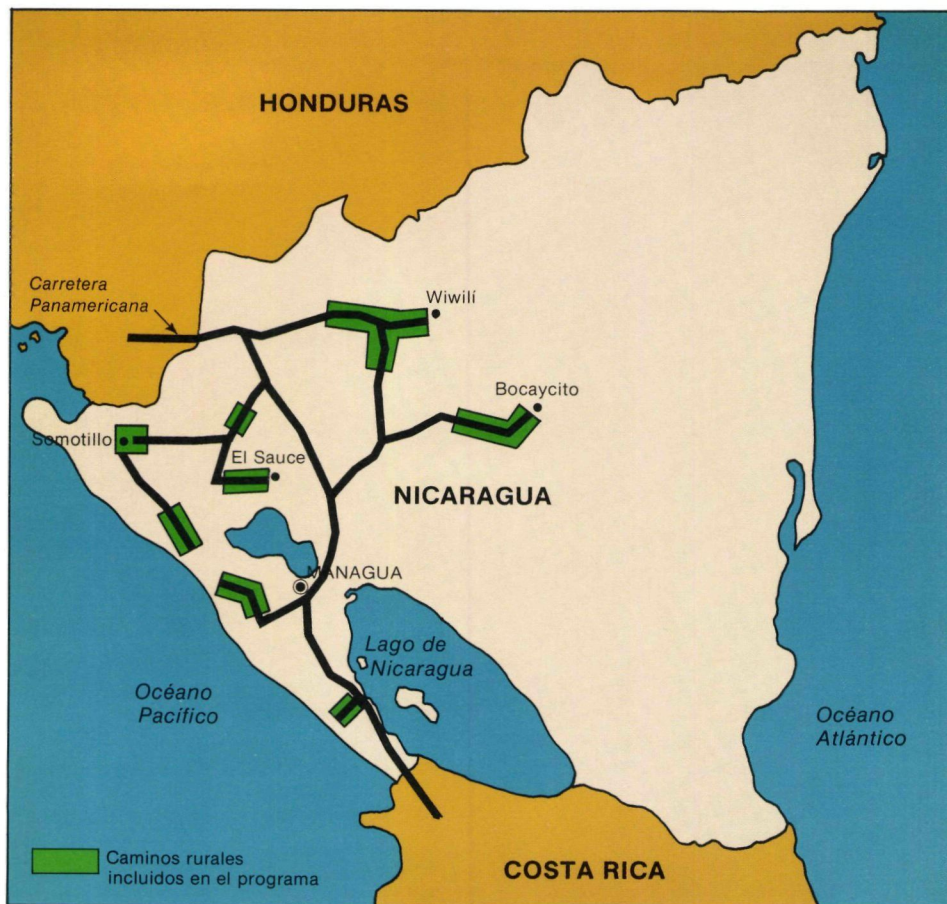 HONDURAS
Carretera
Panamericana
Wiwilí
Bocaycito
Somotillo
El Sauce
NICARAGUA
MANAGUA
Lago de
Nicaragua
Océano
Pacífico
Océano
Atlántico
Caminos rurales
incluidos en el programa
COSTA RICA